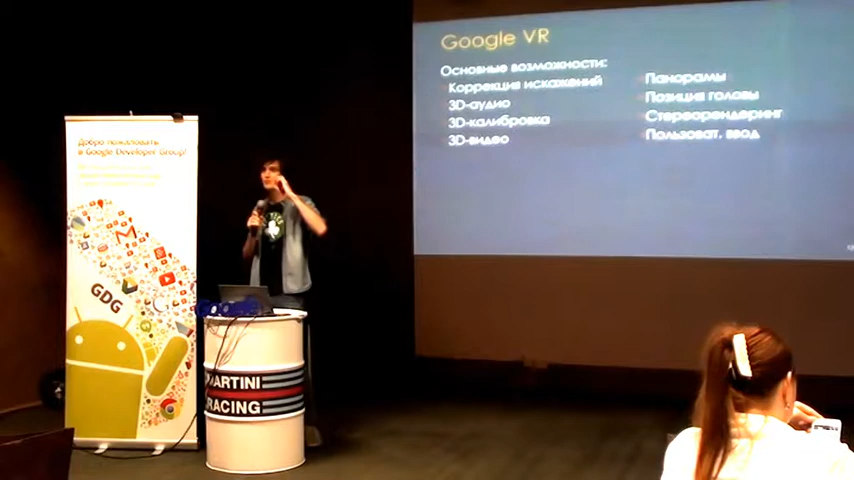 Google VR
Основные возможности:
Коррекция искажений
3D-аудио
3D-калибровка
3D-видео
Панорамы
Позиция головы
Стереорендеринг
Пользоват. ввод
Добро пожаловать
в Google Developer Group!
GDG
Google
MARTINI
RACING